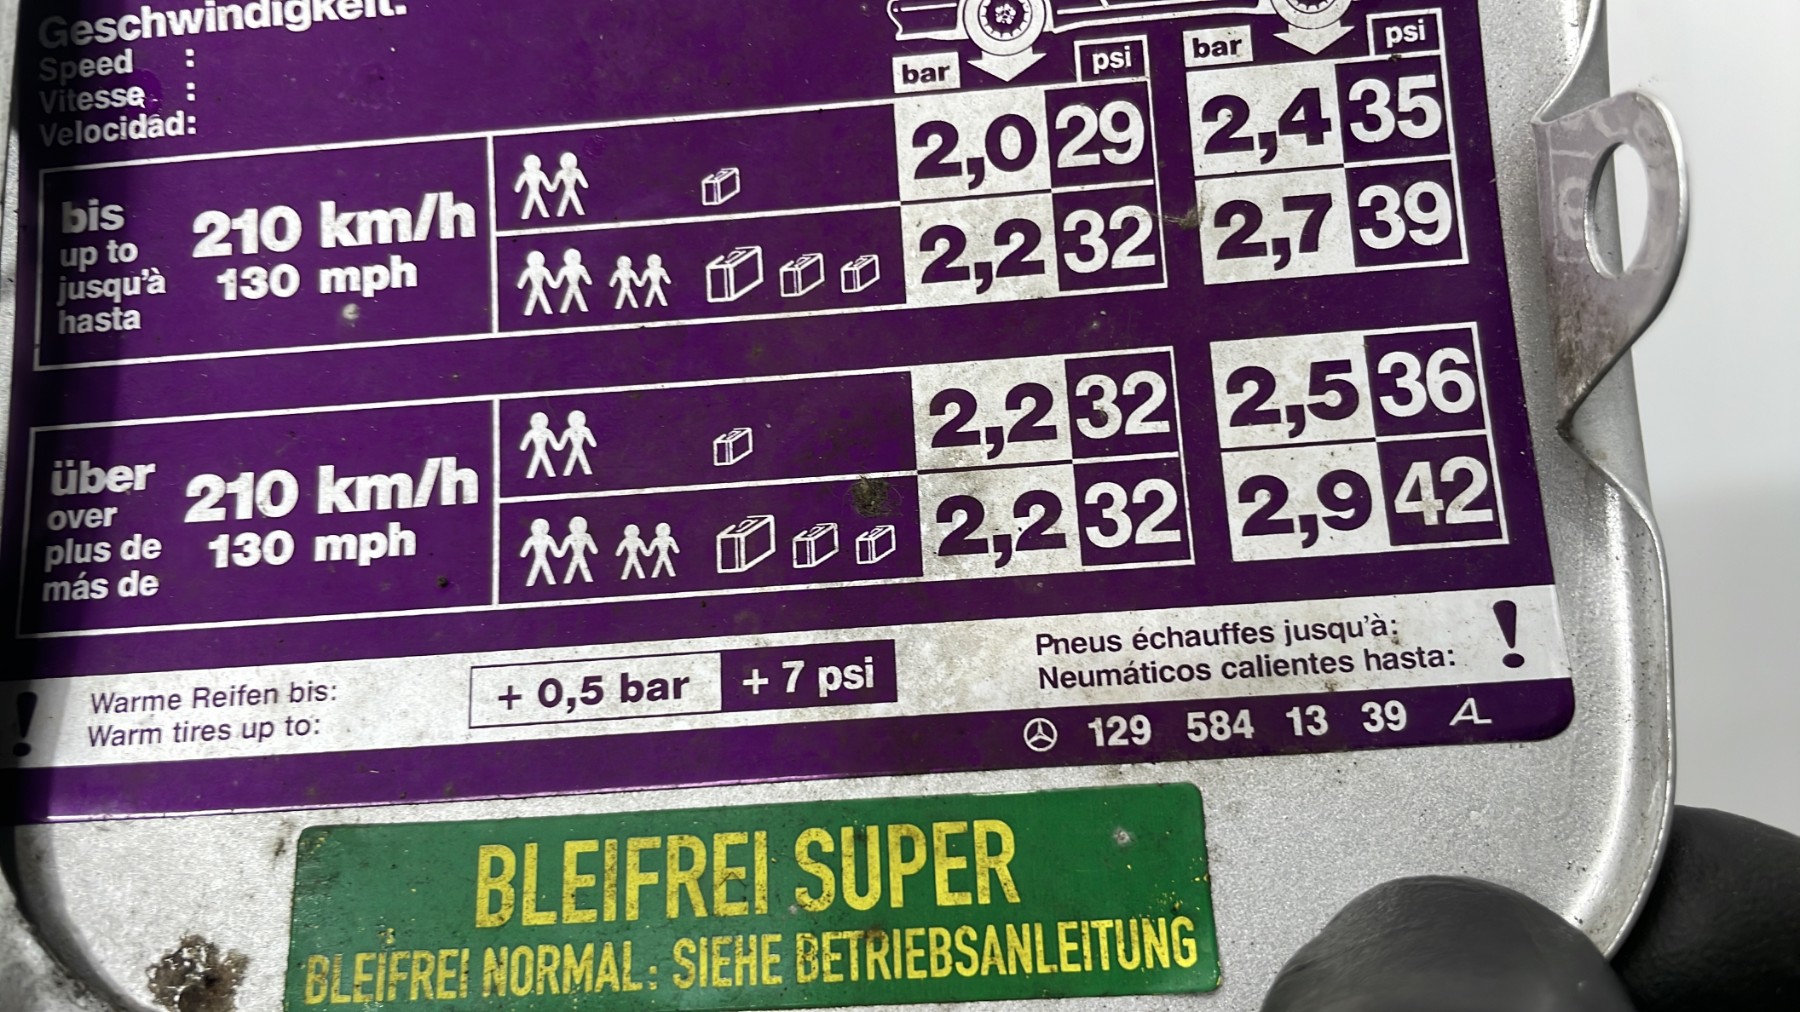 Geschwindigkeit:
Speed :
Vitesse :
Velocidad:
bar psi bar psi
bis
up to
jusqu'à
hasta
210 km/h
130 mph
2,0 29 2,4 35
2,2 32 2,7 39
über
over
plus de
más de
210 km/h
130 mph
2,2 32 2,5 36
2,2 32 2,9 42
! Warme Reifen bis:
Warm tires up to:
+ 0,5 bar + 7 psi
Pneus échauffes jusqu'à: !
Neumáticos calientes hasta:
129 584 13 39 AL
BLEIFREI SUPER
BLEIFREI NORMAL: SIEHE BETRIEBSANLEITUNG